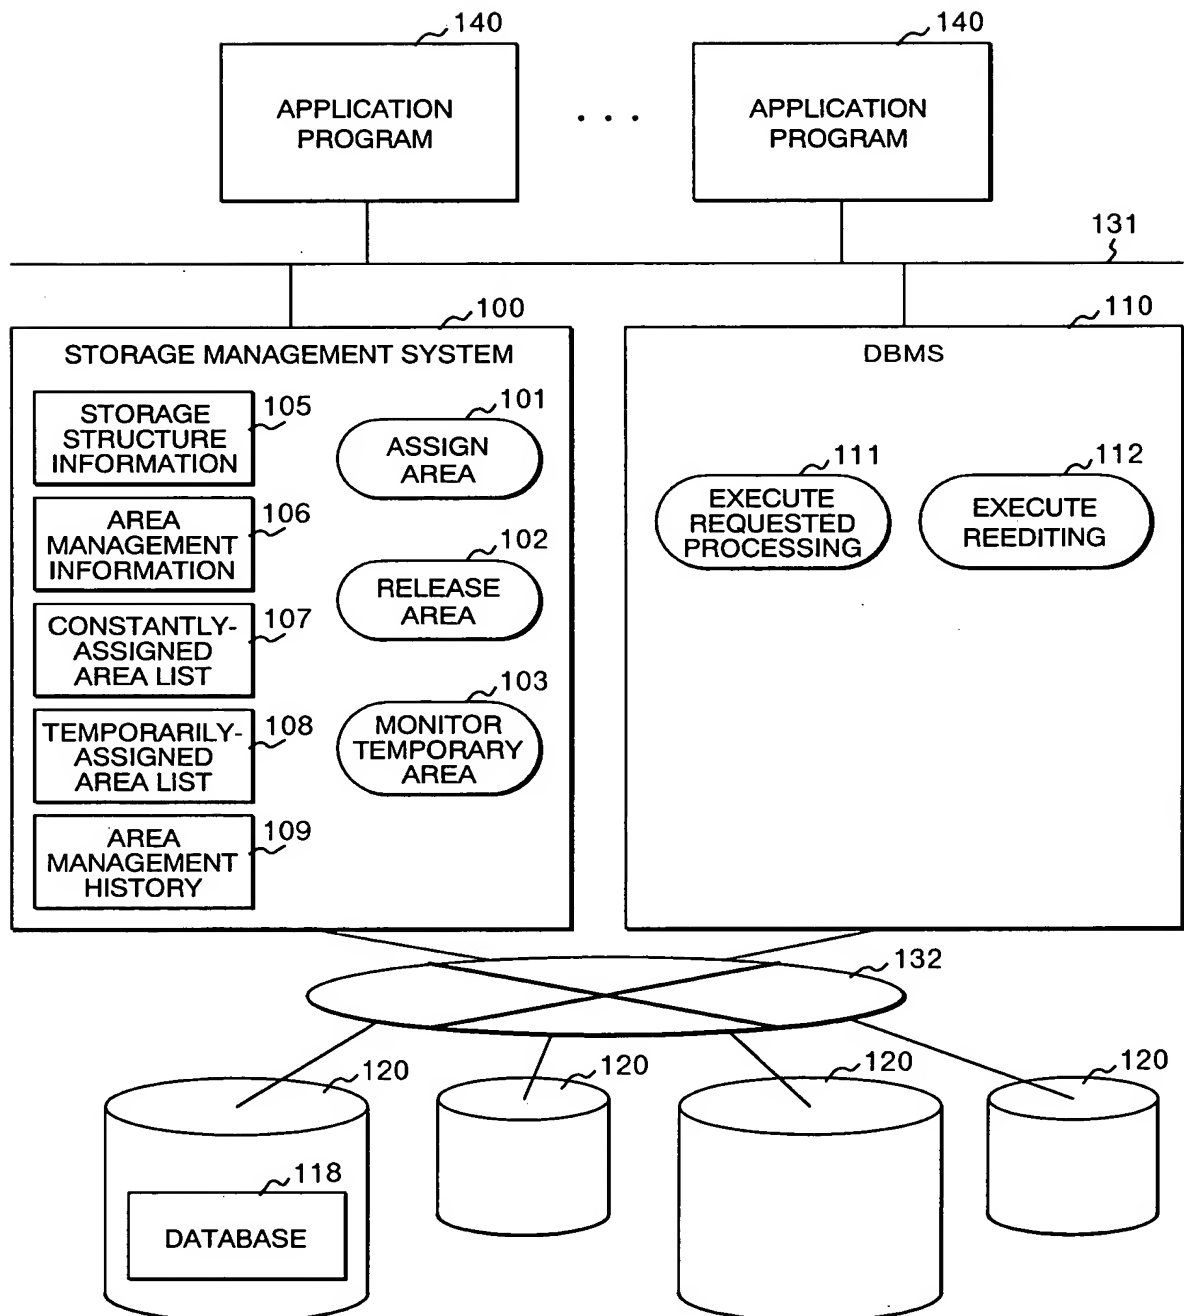 140
140
APPLICATION
PROGRAM
. . .
APPLICATION
PROGRAM
131
100
110
STORAGE MANAGEMENT SYSTEM
DBMS
STORAGE
STRUCTURE
INFORMATION
105
101
ASSIGN
AREA
AREA
MANAGEMENT
INFORMATION
106
102
RELEASE
AREA
CONSTANTLY-
ASSIGNED
AREA LIST
107
103
MONITOR
TEMPORARY
AREA
TEMPORARILY-
ASSIGNED
AREA LIST
108
AREA
MANAGEMENT
HISTORY
109
111
EXECUTE
REQUESTED
PROCESSING
112
EXECUTE
REEDITING
132
120
120
120
120
118
DATABASE